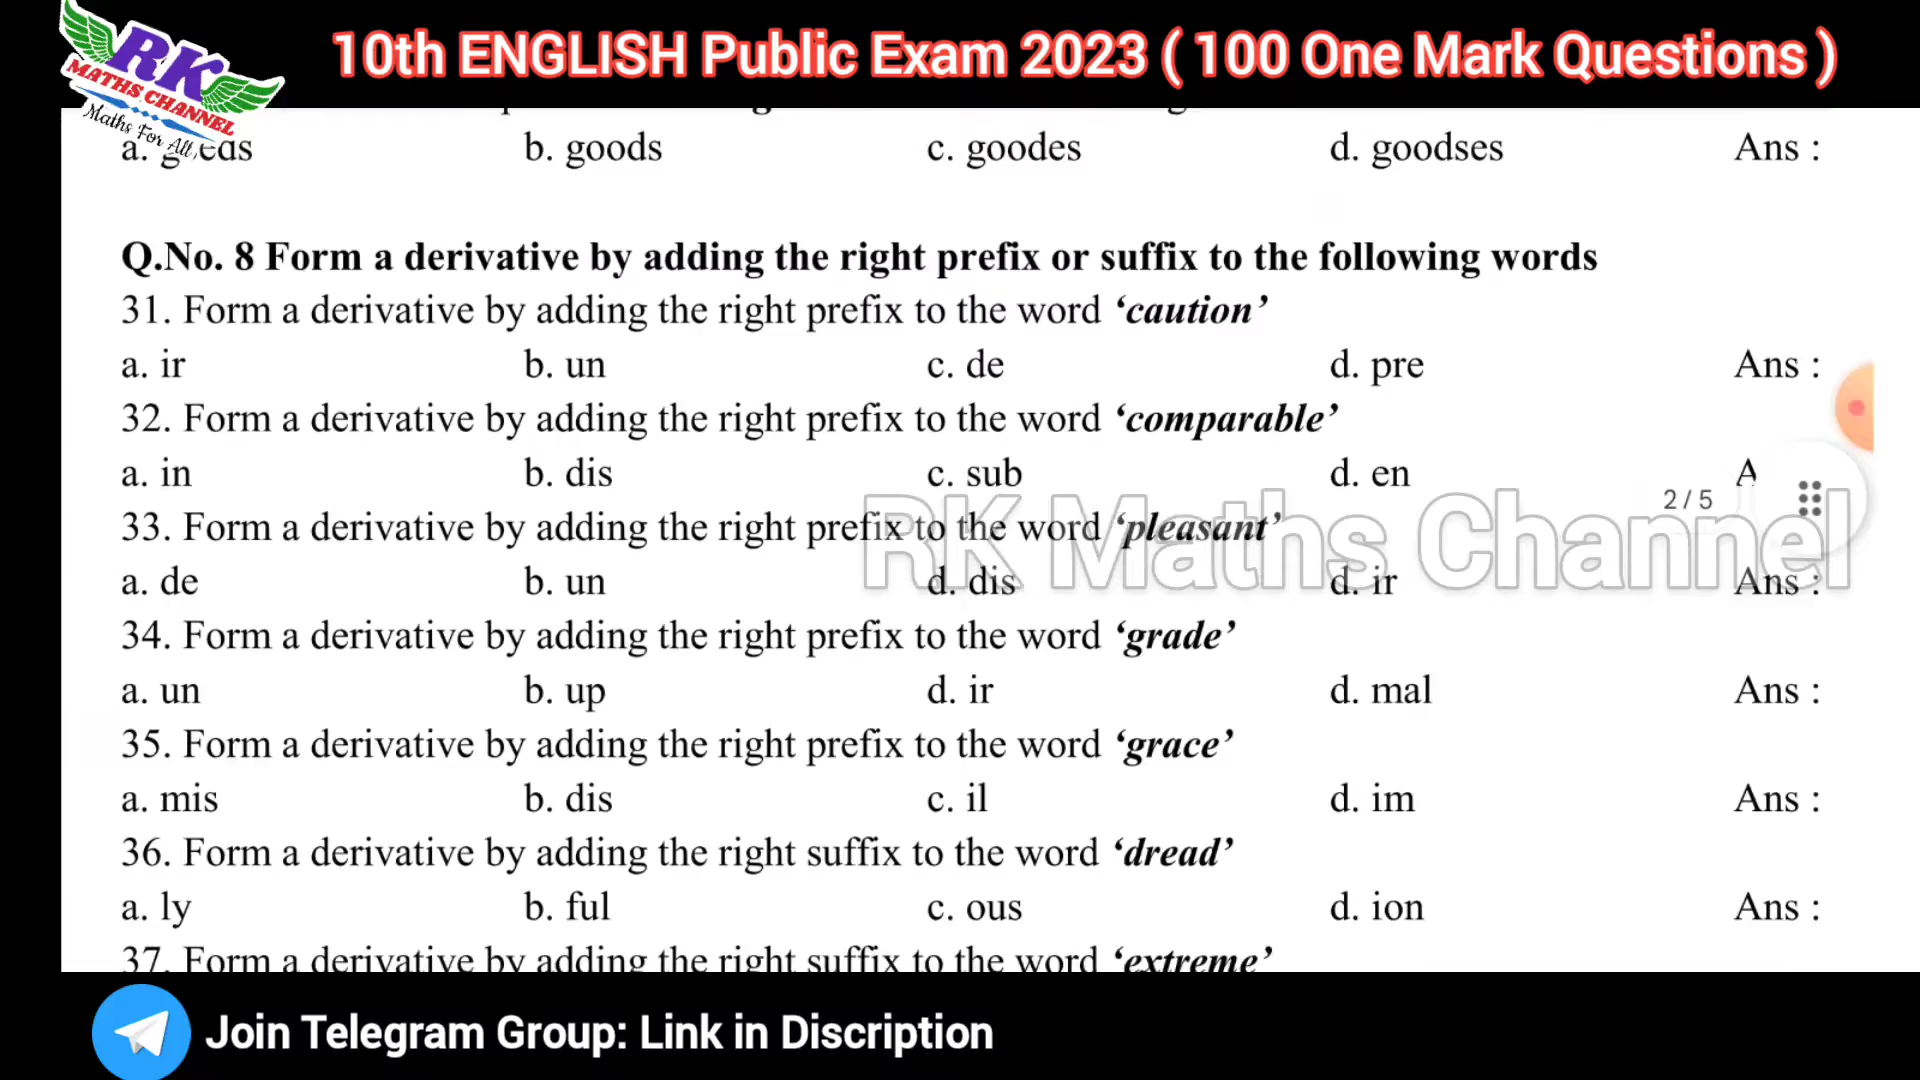 RK
MATHS CHANNEL
Maths For All
10th ENGLISH Public Exam 2023 ( 100 One Mark Questions )
a. b. goods c. goodes d. goodses Ans :
Q.No. 8 Form a derivative by adding the right prefix or suffix to the following words
31. Form a derivative by adding the right prefix to the word ‘caution’
a. ir b. un c. de d. pre Ans :
32. Form a derivative by adding the right prefix to the word ‘comparable’
a. in b. dis c. sub d. en A
2 / 5
33. Form a derivative by adding the right prefix to the word ‘pleasant’
RK Maths Channel
a. de b. un d. dis d. ir Ans :
34. Form a derivative by adding the right prefix to the word ‘grade’
a. un b. up d. ir d. mal Ans :
35. Form a derivative by adding the right prefix to the word ‘grace’
a. mis b. dis c. il d. im Ans :
36. Form a derivative by adding the right suffix to the word ‘dread’
a. ly b. ful c. ous d. ion Ans :
37. Form a derivative by adding the right suffix to the word ‘extreme’
Join Telegram Group: Link in Discription